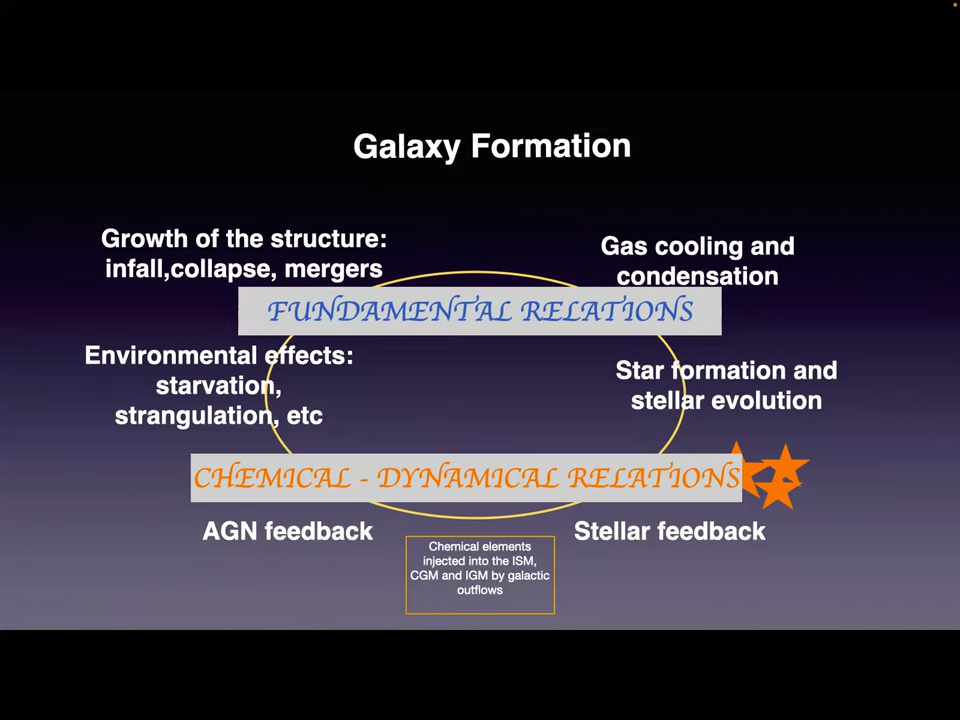 Galaxy Formation
Growth of the structure:
infall,collapse, mergers
Gas cooling and
condensation
FUNDAMENTAL RELATIONS
Environmental effects:
starvation,
strangulation, etc
Star formation and
stellar evolution
CHEMICAL - DYNAMICAL RELATIONS
AGN feedback
Stellar feedback
Chemical elements
injected into the ISM,
CGM and IGM by galactic
outflows